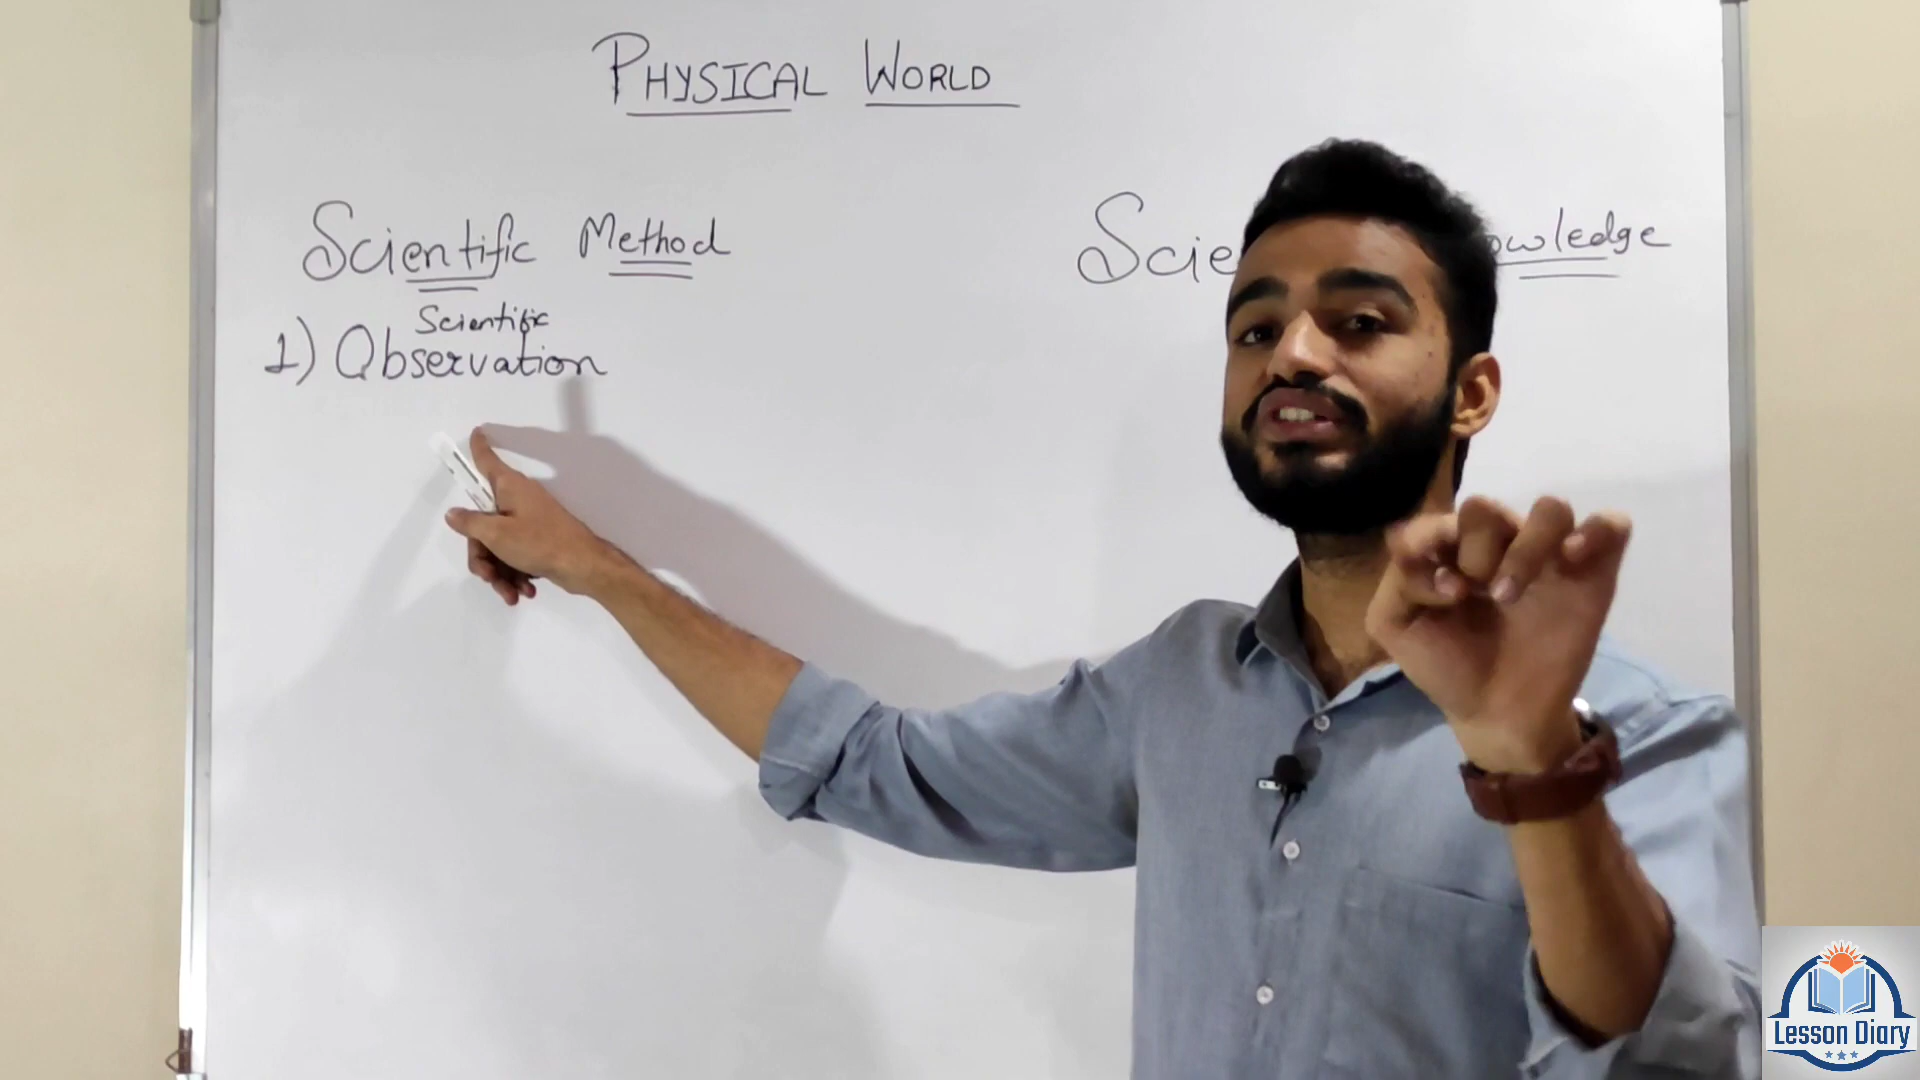 PHYSICAL WORLD
Scientific Method
Scie owledge
Scientific
1) Observation
Lesson Diary